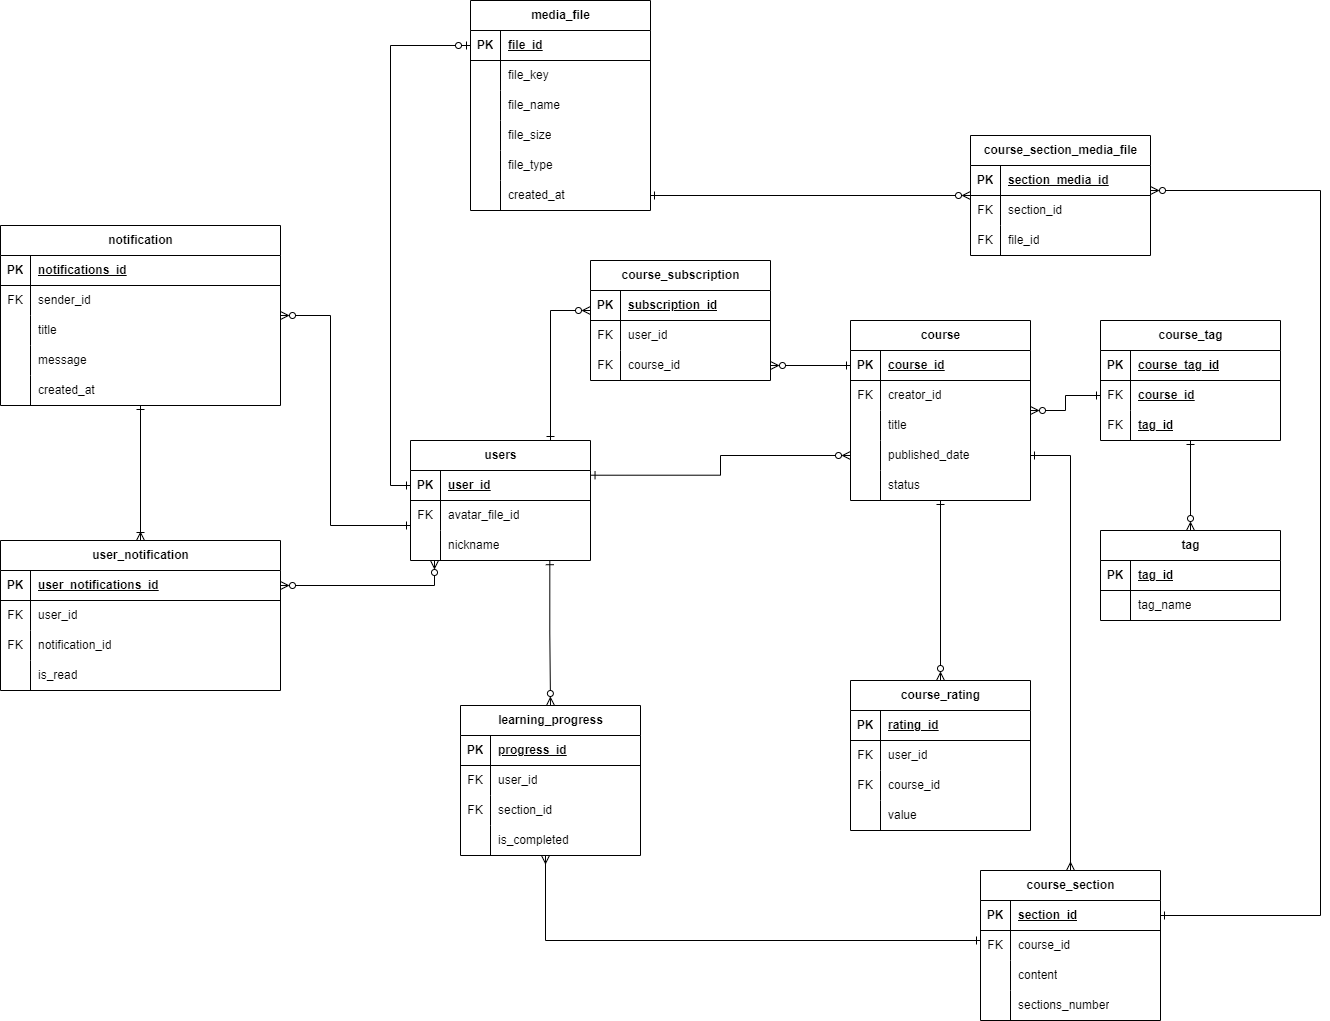 media_file
PK file_id
file_key
file_name
file_size
file_type
created_at
course_section_media_file
PK section_media_id
FK section_id
FK file_id
notification
PK notifications_id
FK sender_id
title
message
created_at
course_subscription
PK subscription_id
FK user_id
FK course_id
course
PK course_id
FK creator_id
title
published_date
status
course_tag
PK course_tag_id
FK course_id
FK tag_id
users
PK user_id
FK avatar_file_id
nickname
user_notification
PK user_notifications_id
FK user_id
FK notification_id
is_read
tag
PK tag_id
tag_name
learning_progress
PK progress_id
FK user_id
FK section_id
is_completed
course_rating
PK rating_id
FK user_id
FK course_id
value
course_section
PK section_id
FK course_id
content
sections_number